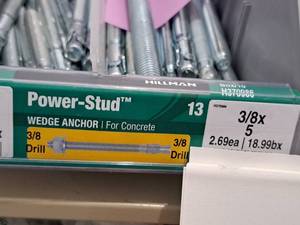 HILLMAN
H370986
Power-Stud™
13
WEDGE ANCHOR | For Concrete
3/8
Drill
3/8
Drill
3/8x
5
2.69ea | 18.99bx